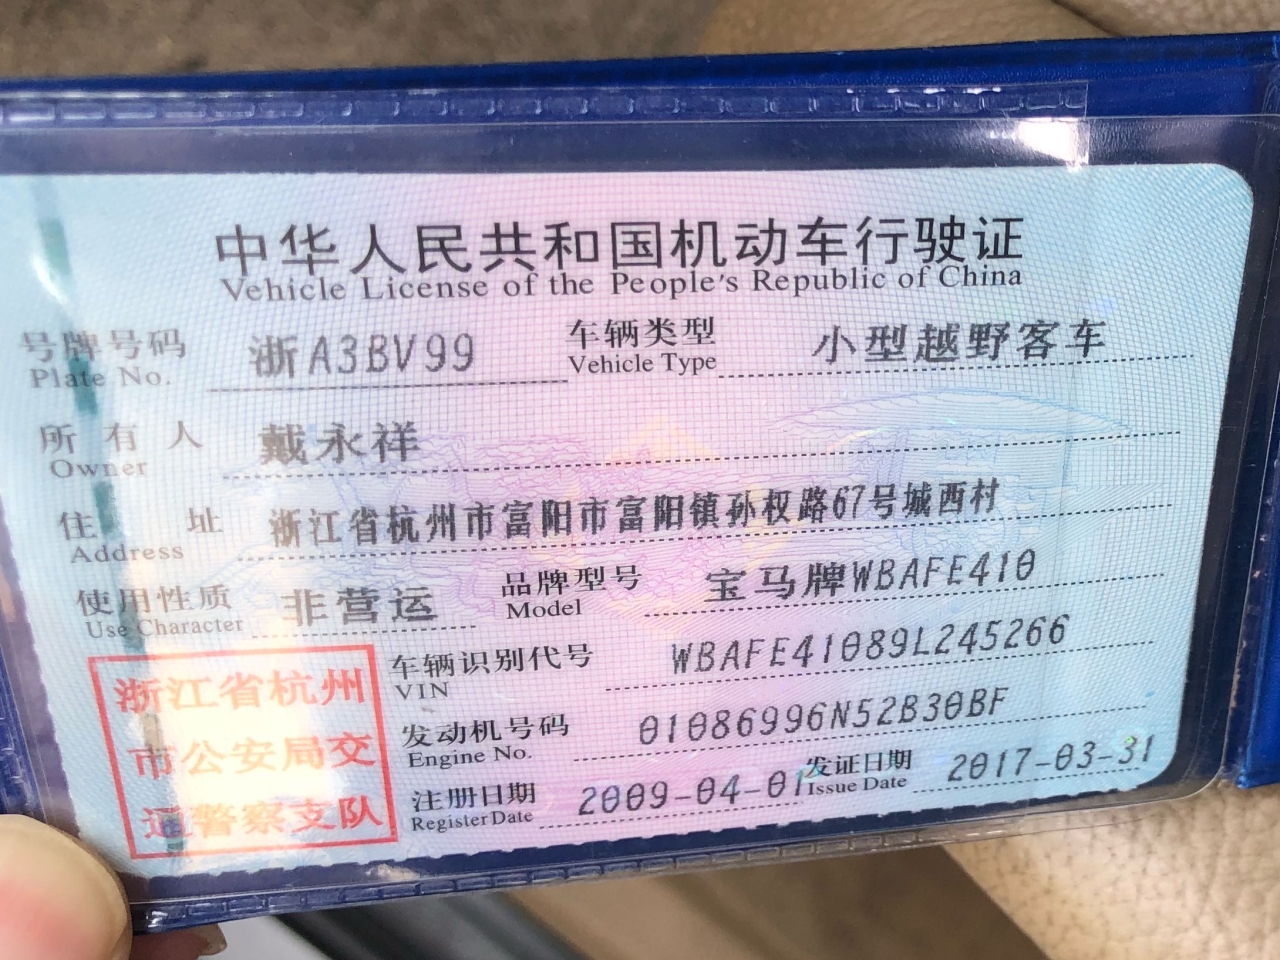 中华人民共和国机动车行驶证
Vehicle License of the People's Republic of China
号牌号码 浙A3BV99 车辆类型 小型越野客车
Plate No. Vehicle Type
所有人 戴永祥
Owner
住址 浙江省杭州市富阳市富阳镇孙权路67号城西村
Address
使用性质 非营运 品牌型号 宝马牌WBAFE410
Use Character Model
车辆识别代号 WBAFE41089L245266
VIN
发动机号码 01086996N52B30BF
Engine No.
注册日期 2009-04-01 发证日期 2017-03-31
Register Date Issue Date
浙江省杭州
市公安局交
通警察支队